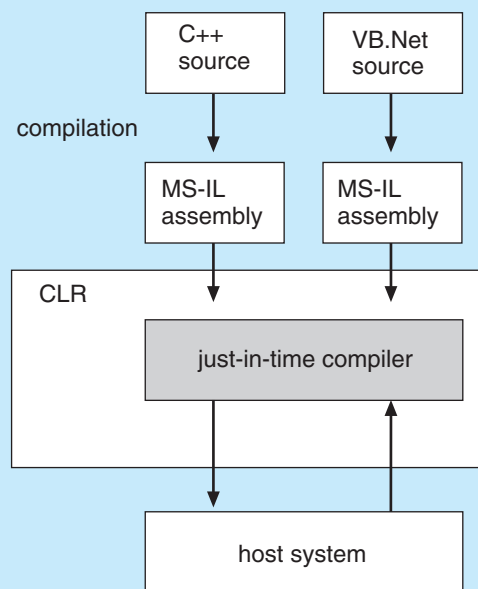 C++
source
VB.Net
source
compilation
MS-IL
assembly
MS-IL
assembly
CLR
just-in-time compiler
host system